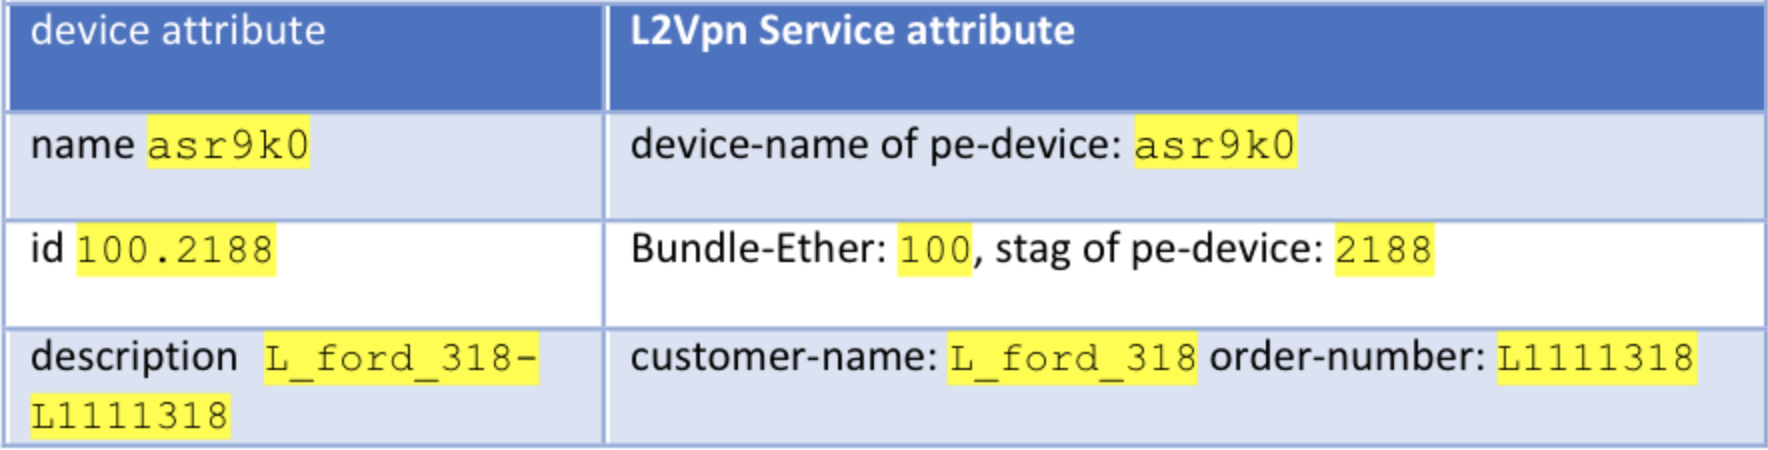 device attribute L2Vpn Service attribute
name asr9k0 device-name of pe-device: asr9k0
id 100.2188 Bundle-Ether: 100, stag of pe-device: 2188
description L_ford_318- customer-name: L_ford_318 order-number: L1111318
L1111318